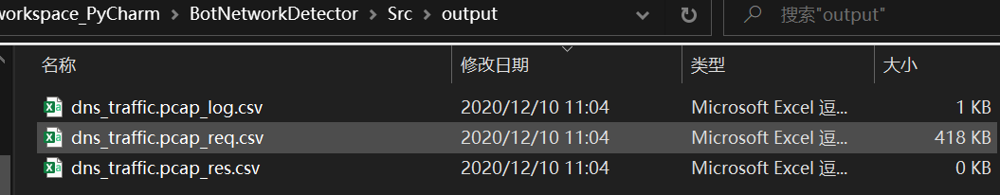 workspace_PyCharm > BotNetworkDetector > Src > output 搜索"output"
名称 修改日期 类型 大小
dns_traffic.pcap_log.csv 2020/12/10 11:04 Microsoft Excel 逗... 1 KB
dns_traffic.pcap_req.csv 2020/12/10 11:04 Microsoft Excel 逗... 418 KB
dns_traffic.pcap_res.csv 2020/12/10 11:04 Microsoft Excel 逗... 0 KB